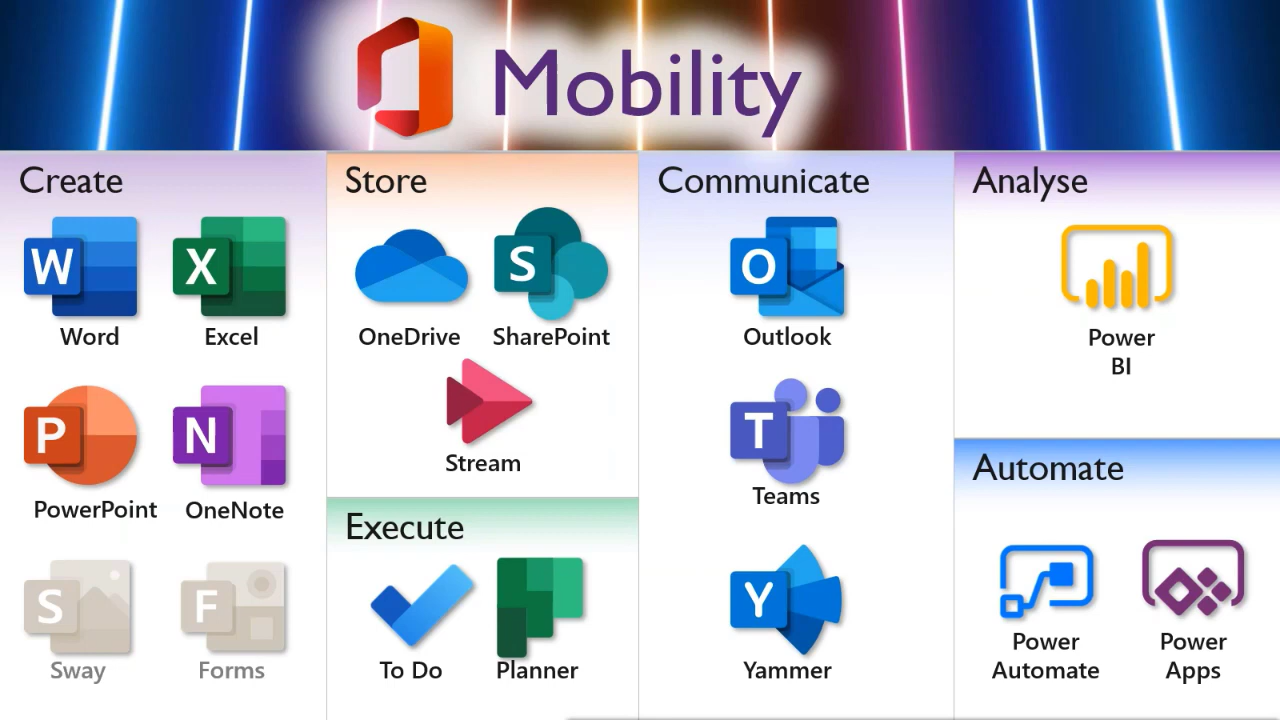 Mobility
Create
W
Word
X
Excel
P
PowerPoint
N
OneNote
S
Sway
F
Forms
Store
OneDrive
S
SharePoint
Stream
Execute
To Do
Planner
Communicate
O
Outlook
T
Teams
Y
Yammer
Analyse
Power
BI
Automate
Power
Automate
Power
Apps